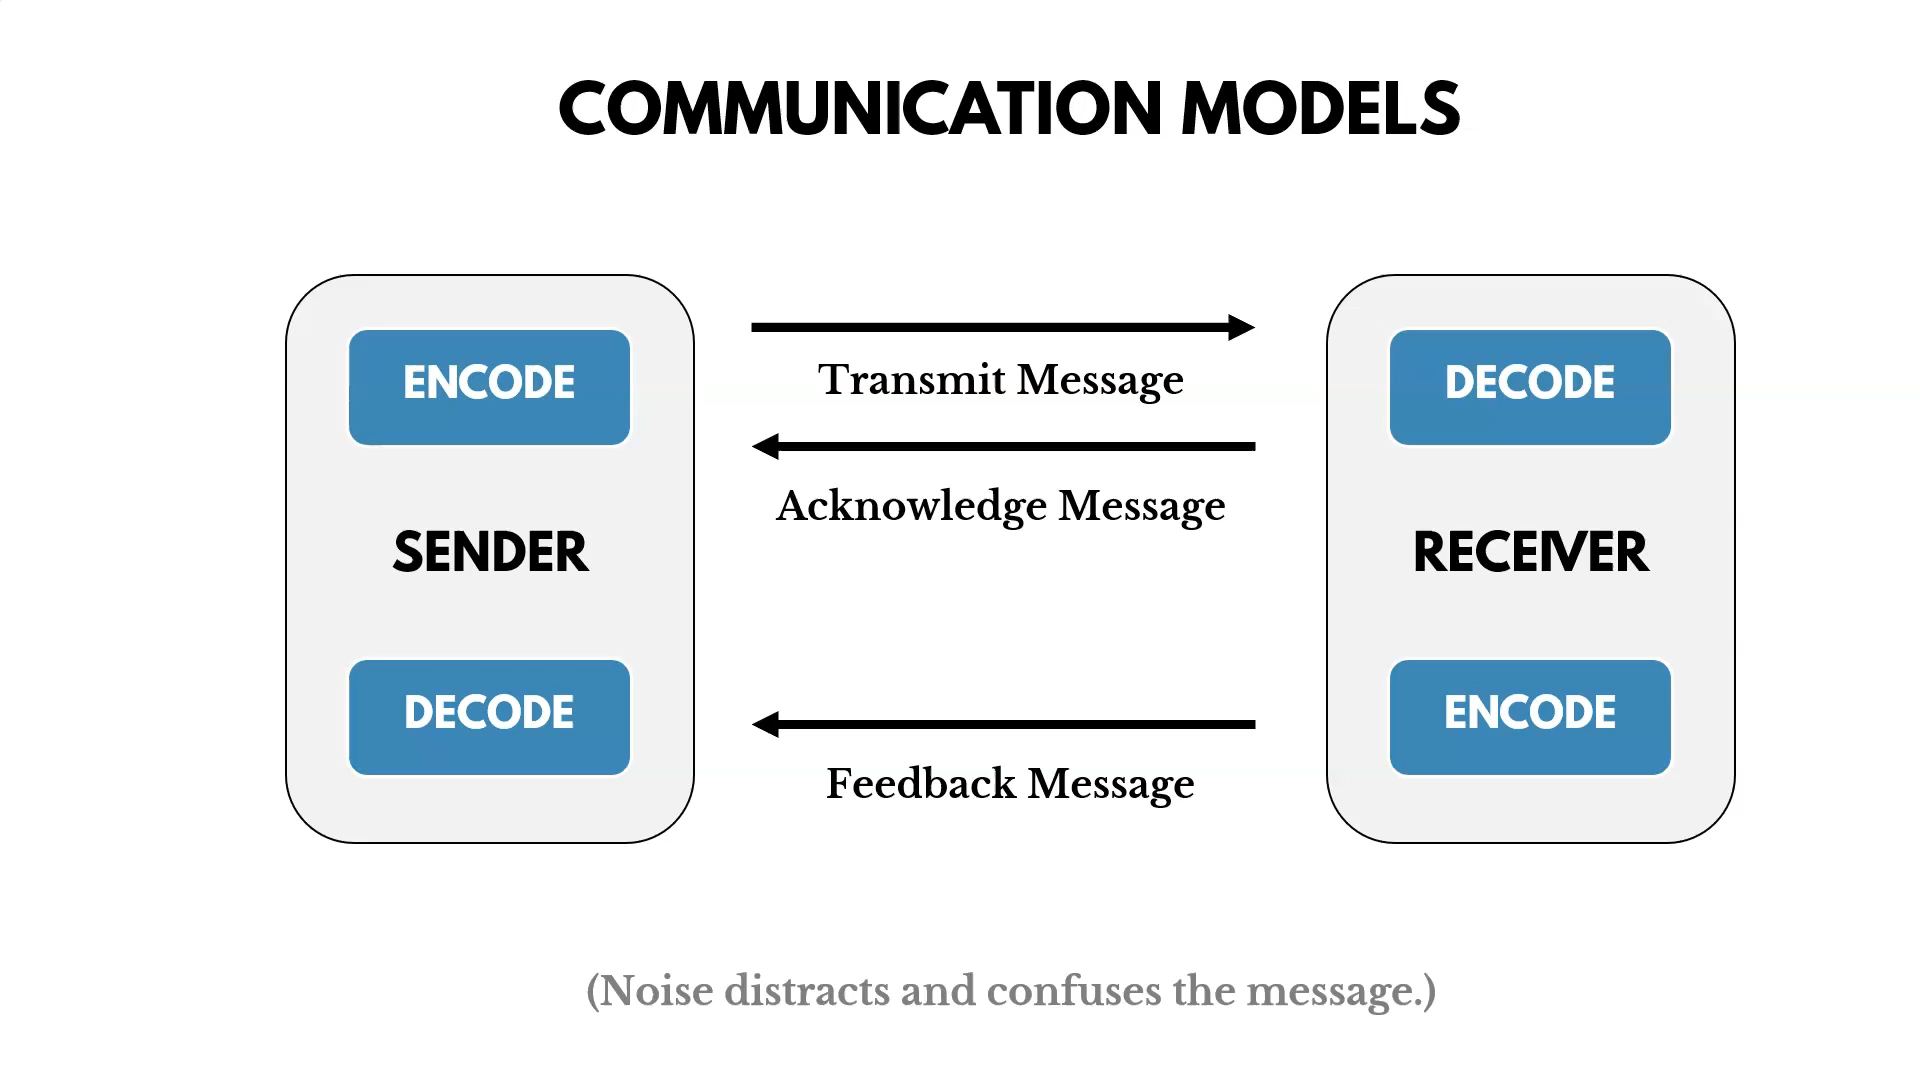 COMMUNICATION MODELS
ENCODE
Transmit Message
DECODE
Acknowledge Message
SENDER
RECEIVER
DECODE
ENCODE
Feedback Message
(Noise distracts and confuses the message.)